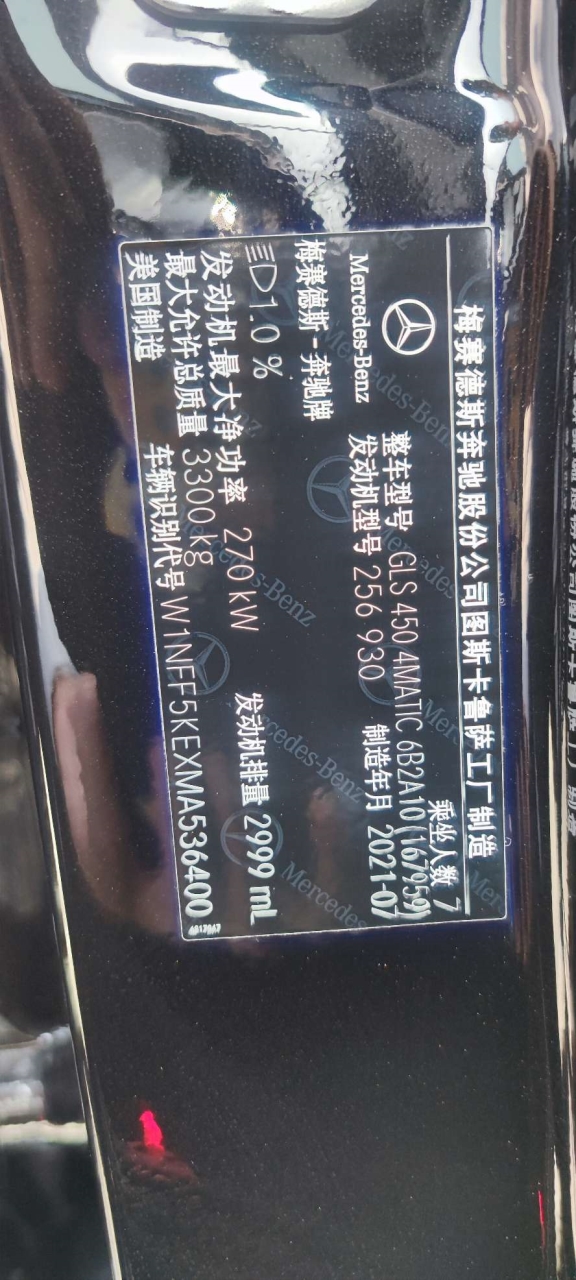 梅赛德斯奔驰股份公司图斯卡鲁萨工厂制造
乘坐人数 7
Mercedes-Benz
整车型号 GLS 450 4MATIC 6B2A10(167959)
梅赛德斯-奔驰牌
发动机型号 256 930
制造年月 2021-07
1.0 %
发动机最大净功率 270 kW
发动机排量 2999 mL
最大允许总质量 3300 kg
美国制造
车辆识别代号 W1NFF5KEXMA536400